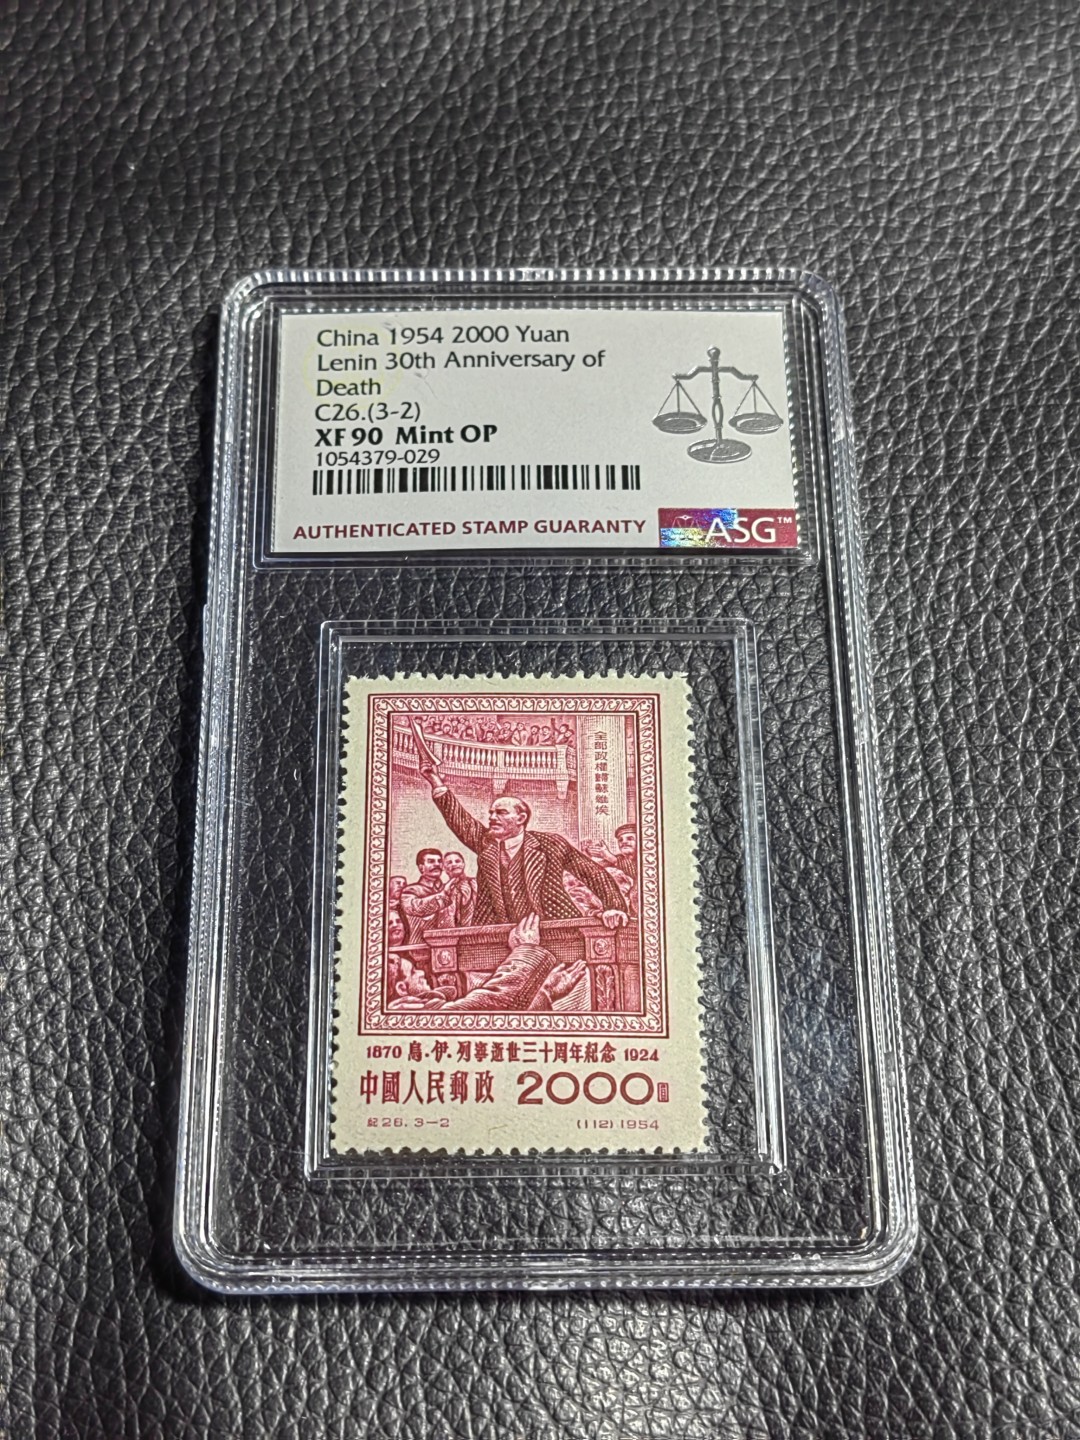 China 1954 2000 Yuan
Lenin 30th Anniversary of
Death
C26.(3-2)
XF 90 Mint OP
1054379-029
AUTHENTICATED STAMP GUARANTY
ASG™
全部政權歸蘇維埃
1870 烏·伊·列寧逝世三十周年紀念 1924
中國人民郵政 2000圓
紀26.3-2 (112)1954